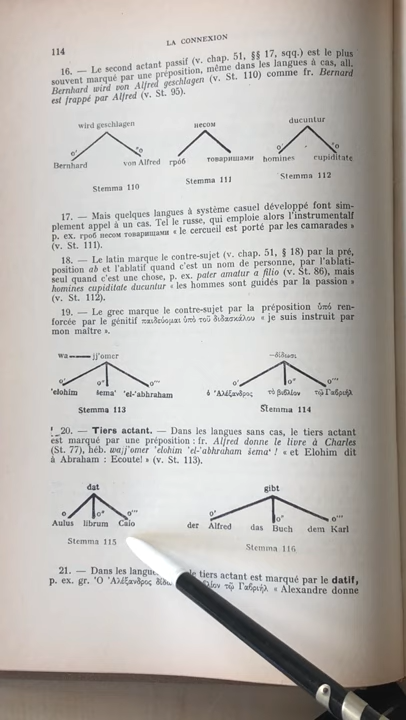 114
LA CONNEXION
16. — Le second actant passif (v. chap. 51, §§ 17, sqq.) est le plus
souvent marqué par une préposition, même dans les langues à cas, all.
Bernhard wird von Alfred geschlagen (v. St. 110) comme fr. Bernard
est frappé par Alfred (v. St. 95).
wird geschlagen
несом
ducuntur
o' °o
o' °o
Bernhard von Alfred гроб товарищами homines cupiditate
Stemma 110
Stemma 111
Stemma 112
17. — Mais quelques langues à système casuel développé font sim-
plement appel à un cas. Tel le russe, qui emploie alors l'instrumental
p. ex. гроб несом товарищами « le cercueil est porté par les camarades »
(v. St. 111).
18. — Le latin marque le contre-sujet (v. chap. 51, § 18) par la pré,
position ab et l'ablatif quand c'est un nom de personne, par l'ablati-
seul quand c'est une chose, p. ex. pater amatur a filio (v. St. 86), mais
homines cupiditate ducuntur « les hommes sont guidés par la passion »
(v. St. 112).
19. — Le grec marque le contre-sujet par la préposition ὑπό ren-
forcée par le génitif παιδεύομαι ὑπὸ τοῦ διδασκάλου « je suis instruit par
mon maître ».
wa jj'omer
-δίδωσι
o' o" o'''
o' o" o'''
'elohim šema' 'el-'abhraham
ὁ 'Αλέξανδρος τὸ βιβλίον τῷ Γαβριήλ
Stemma 113
Stemma 114
20. — Tiers actant. — Dans les langues sans cas, le tiers actant
est marqué par une préposition : fr. Alfred donne le livre à Charles
(St. 77), héb. wajj'omer 'elohim 'el-'abhraham šema' ! « et Elohim dit
à Abraham : Ecoute! » (v. St. 113).
dat
gibt
o' o" o'''
o' o" o'''
Aulus librum Caio
der Alfred das Buch dem Karl
Stemma 115
Stemma 116
21. — Dans les langue le tiers actant est marqué par le datif,
p. ex. gr. 'Ο 'Αλέξανδρος τῷ Γαβριήλ « Alexandre donne